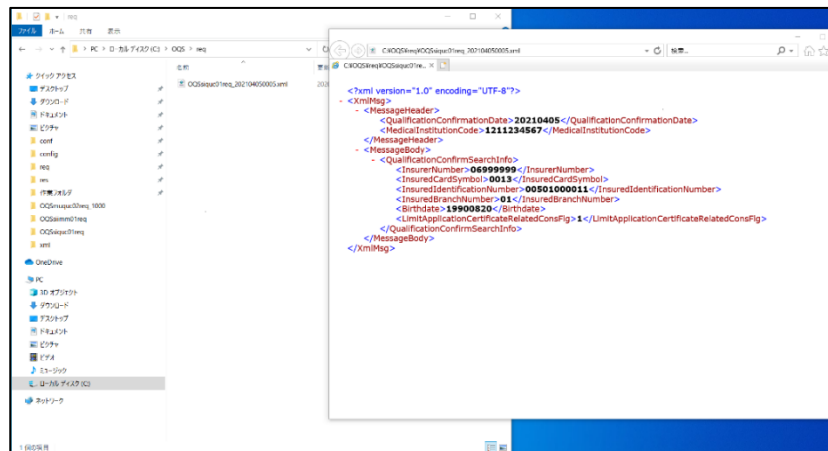 req
ファイル ホーム 共有 表示
PC > ローカル ディスク (C:) > OQS > req
名前
OQSsiquc01req_202104050005.xml
クイック アクセス
デスクトップ
ダウンロード
ドキュメント
ピクチャ
conf
config
req
res
作業フォルダ
OQSmuquc02req_1000
OQSsiimm01req
OQSsiquc01req
xml
OneDrive
PC
3D オブジェクト
ダウンロード
デスクトップ
ドキュメント
ピクチャ
ビデオ
ミュージック
ローカル ディスク (C:)
ネットワーク
1 個の項目
C:¥OQS¥req¥OQSsiquc01req_202104050005.xml
検索...
C:¥OQS¥req¥OQSsiquc01re...
<?xml version="1.0" encoding="UTF-8"?>
- <XmlMsg>
- <MessageHeader>
<QualificationConfirmationDate>20210405</QualificationConfirmationDate>
<MedicalInstitutionCode>1211234567</MedicalInstitutionCode>
</MessageHeader>
- <MessageBody>
- <QualificationConfirmSearchInfo>
<InsurerNumber>06999999</InsurerNumber>
<InsuredCardSymbol>0013</InsuredCardSymbol>
<InsuredIdentificationNumber>00501000011</InsuredIdentificationNumber>
<InsuredBranchNumber>01</InsuredBranchNumber>
<Birthdate>19900820</Birthdate>
<LimitApplicationCertificateRelatedConsFlg>1</LimitApplicationCertificateRelatedConsFlg>
</QualificationConfirmSearchInfo>
</MessageBody>
</XmlMsg>